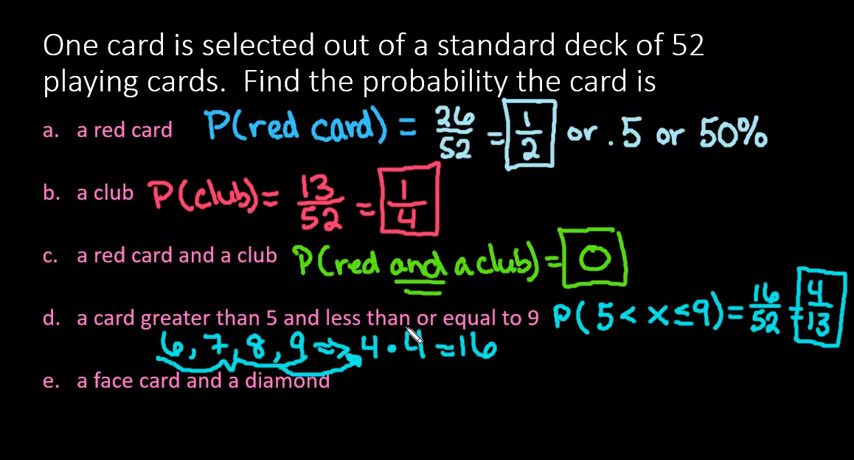 One card is selected out of a standard deck of 52
playing cards. Find the probability the card is
a. a red card P(red card) = 26/52 = 1/2 or .5 or 50%
b. a club P(club) = 13/52 = 1/4
c. a red card and a club P(red and a club) = 0
d. a card greater than 5 and less than or equal to 9 P(5 < x ≤ 9) = 16/52 = 4/13
6, 7, 8, 9 => 4 · 4 = 16
e. a face card and a diamond